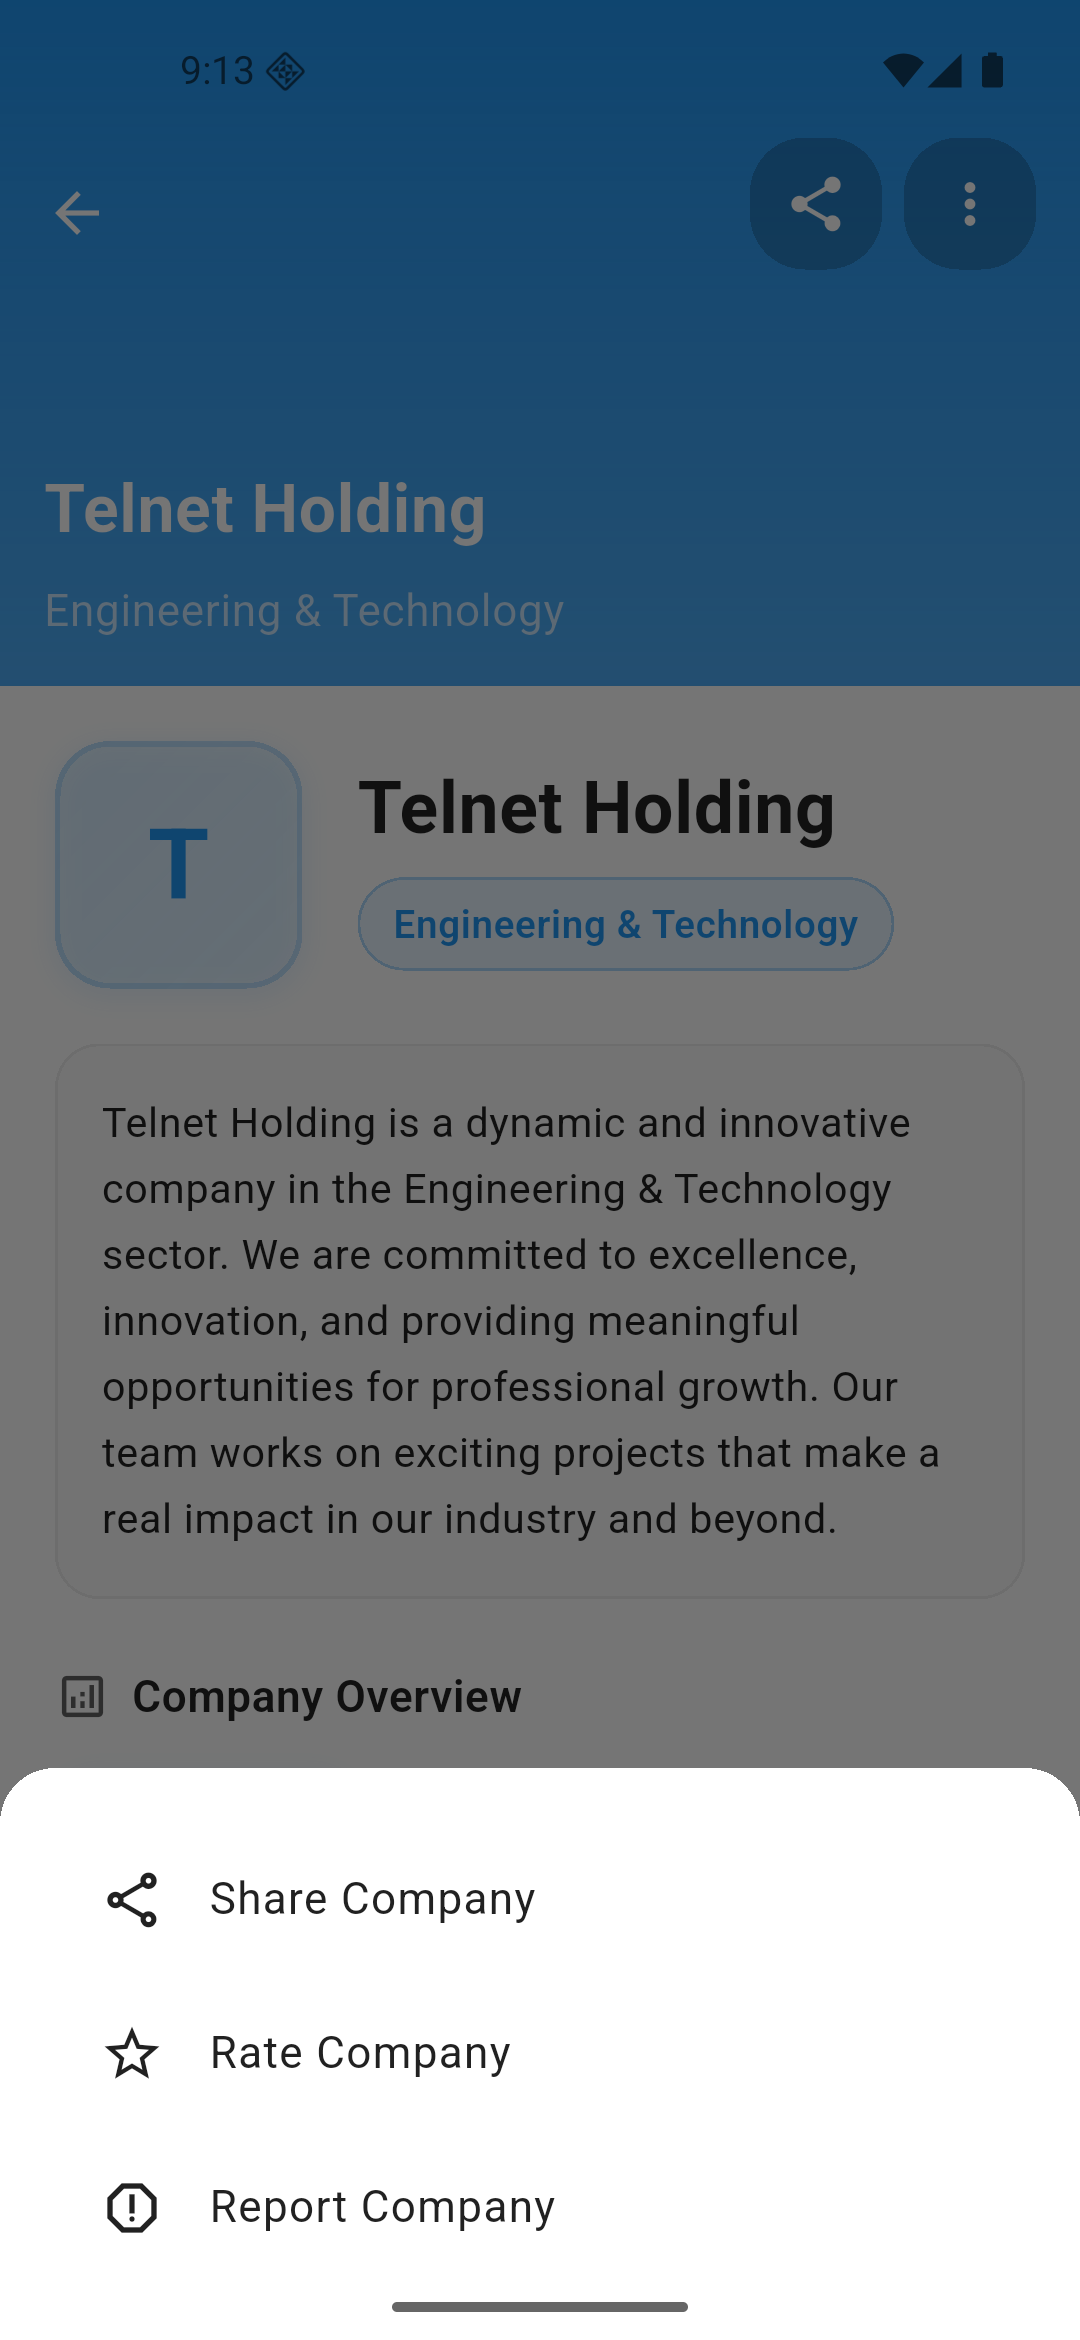 9:13
Telnet Holding
Engineering & Technology
T
Telnet Holding
Engineering & Technology
Telnet Holding is a dynamic and innovative
company in the Engineering & Technology
sector. We are committed to excellence,
innovation, and providing meaningful
opportunities for professional growth. Our
team works on exciting projects that make a
real impact in our industry and beyond.
Company Overview
Share Company
Rate Company
Report Company